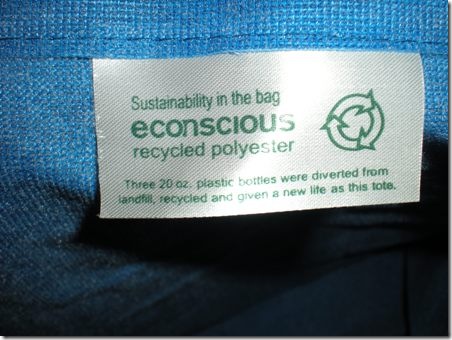 Sustainability in the bag
econscious
recycled polyester
Three 20 oz. plastic bottles were diverted from
landfill, recycled and given a new life as this tote.